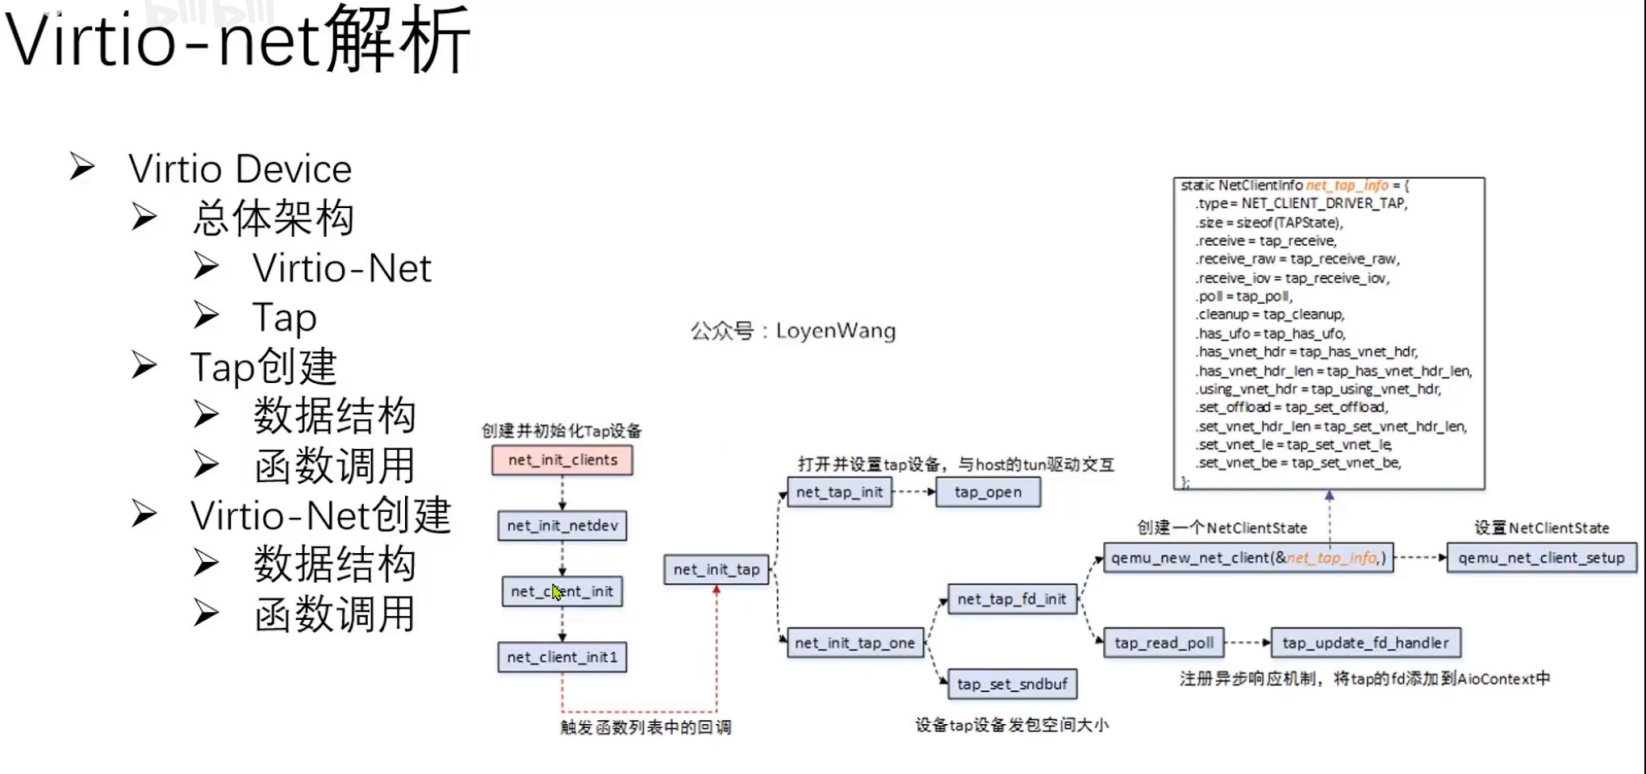 Virtio-net解析
Virtio Device
总体架构
Virtio-Net
Tap
Tap创建
数据结构
函数调用
Virtio-Net创建
数据结构
函数调用
公众号：LoyenWang
创建并初始化Tap设备
net_init_clients
net_init_netdev
net_client_init
net_client_init1
触发函数列表中的回调
net_init_tap
打开并设置tap设备，与host的tun驱动交互
net_tap_init
tap_open
net_init_tap_one
net_tap_fd_init
tap_set_sndbuf
设备tap设备发包空间大小
static NetClientInfo net_tap_info = {
.type = NET_CLIENT_DRIVER_TAP,
.size = sizeof(TAPState),
.receive = tap_receive,
.receive_raw = tap_receive_raw,
.receive_iov = tap_receive_iov,
.poll = tap_poll,
.cleanup = tap_cleanup,
.has_ufo = tap_has_ufo,
.has_vnet_hdr = tap_has_vnet_hdr,
.has_vnet_hdr_len = tap_has_vnet_hdr_len,
.using_vnet_hdr = tap_using_vnet_hdr,
.set_offload = tap_set_offload,
.set_vnet_hdr_len = tap_set_vnet_hdr_len,
.set_vnet_le = tap_set_vnet_le,
.set_vnet_be = tap_set_vnet_be,
};
创建一个NetClientState
qemu_new_net_client(&net_tap_info,)
设置NetClientState
qemu_net_client_setup
tap_read_poll
tap_update_fd_handler
注册异步响应机制，将tap的fd添加到AioContext中